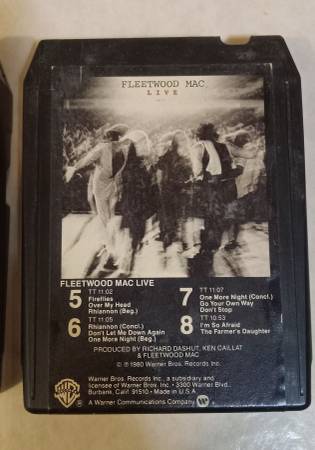 FLEETWOOD MAC
LIVE
FLEETWOOD MAC LIVE
5 TT 11:02
Fireflies
Over My Head
Rhiannon (Beg.)
6 TT 11:05
Rhiannon (Concl.)
Don't Let Me Down Again
One More Night (Beg.)
7 TT 11:07
One More Night (Concl.)
Go Your Own Way
Don't Stop
8 TT 10:53
I'm So Afraid
The Farmer's Daughter
PRODUCED BY RICHARD DASHUT, KEN CAILLAT
& FLEETWOOD MAC
© ℗ 1980 Warner Bros. Records Inc.
Warner Bros. Records Inc., a subsidiary and
licensee of Warner Bros. Inc. • 3300 Warner Blvd.,
Burbank, Calif. 91510 • Made in U.S.A.
A Warner Communications Company